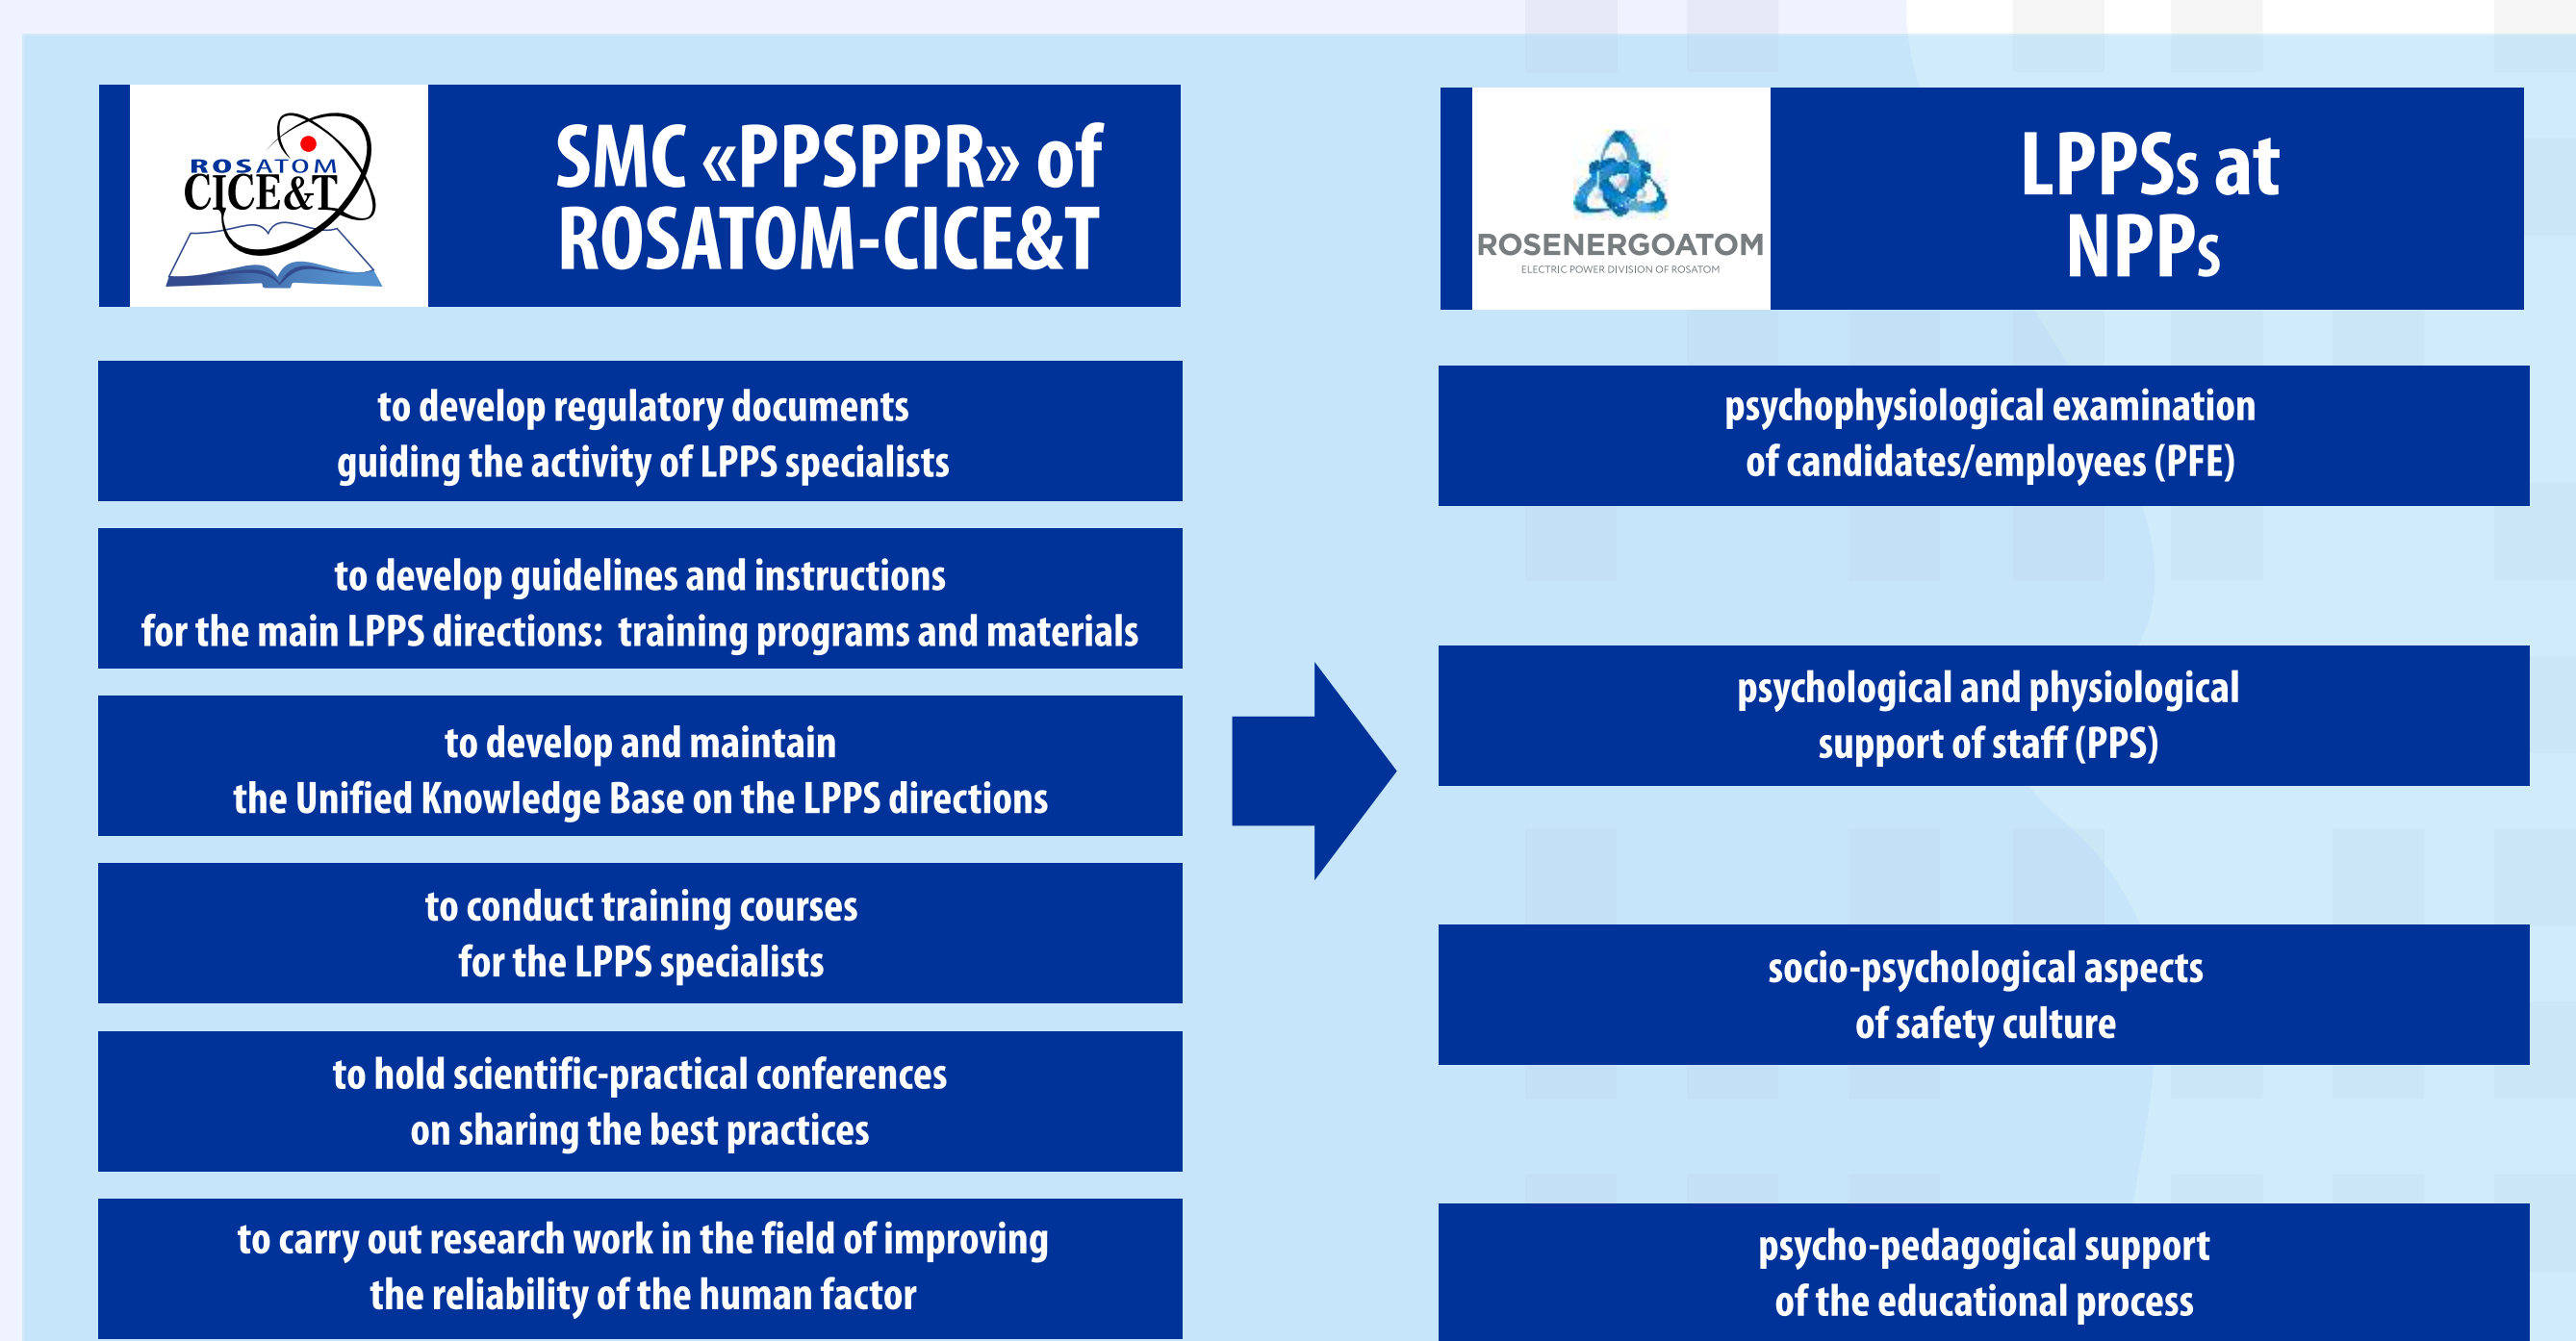 ROSATOM
CICE&T
SMC «PPSPPR» of
ROSATOM-CICE&T
to develop regulatory documents
guiding the activity of LPPS specialists
to develop guidelines and instructions
for the main LPPS directions:  training programs and materials
to develop and maintain
the Unified Knowledge Base on the LPPS directions
to conduct training courses
for the LPPS specialists
to hold scientific-practical conferences
on sharing the best practices
to carry out research work in the field of improving
the reliability of the human factor
ROSENERGOATOM
ELECTRIC POWER DIVISION OF ROSATOM
LPPSs at
NPPs
psychophysiological examination
of candidates/employees (PFE)
psychological and physiological
support of staff (PPS)
socio-psychological aspects
of safety culture
psycho-pedagogical support
of the educational process